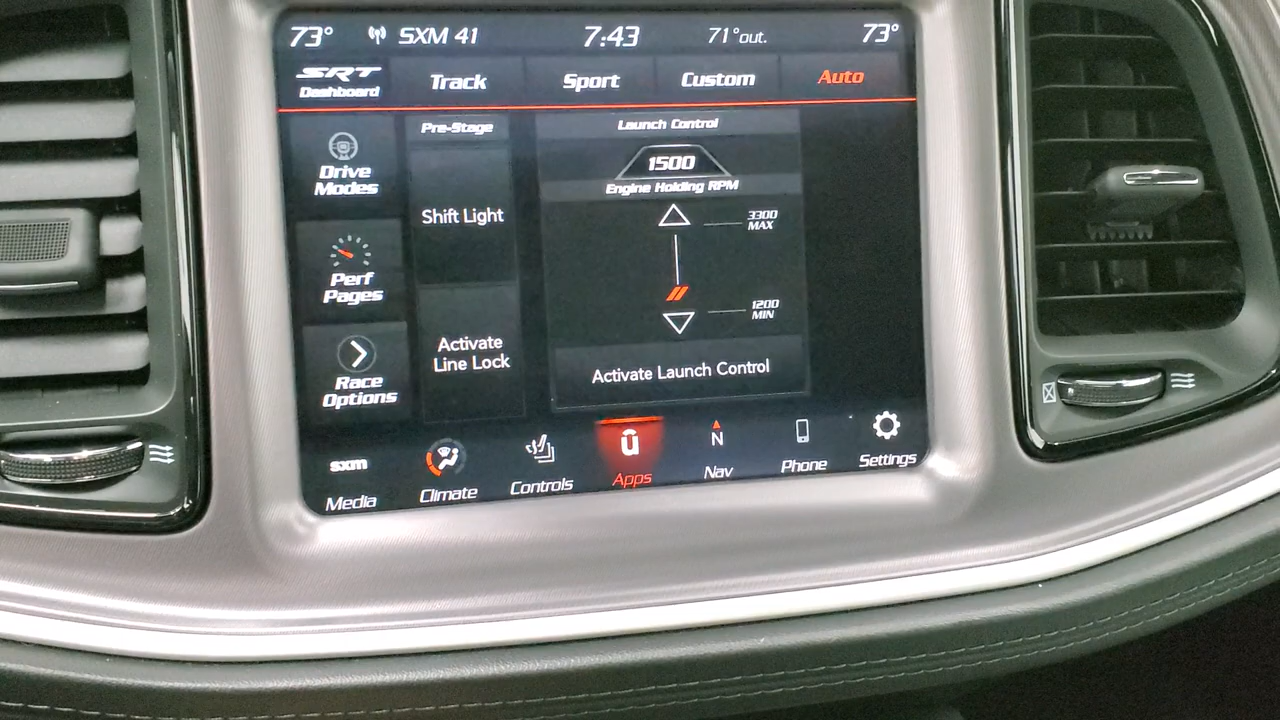 73° SXM 41 7:43 71°out. 73°
SRT
Dashboard
Track Sport Custom Auto
Drive
Modes
Perf
Pages
Race
Options
Pre-Stage
Shift Light
Activate
Line Lock
Launch Control
1500
Engine Holding RPM
3300
MAX
1200
MIN
Activate Launch Control
sxm
Media
Climate
Controls
Apps
N
Nav
Phone
Settings